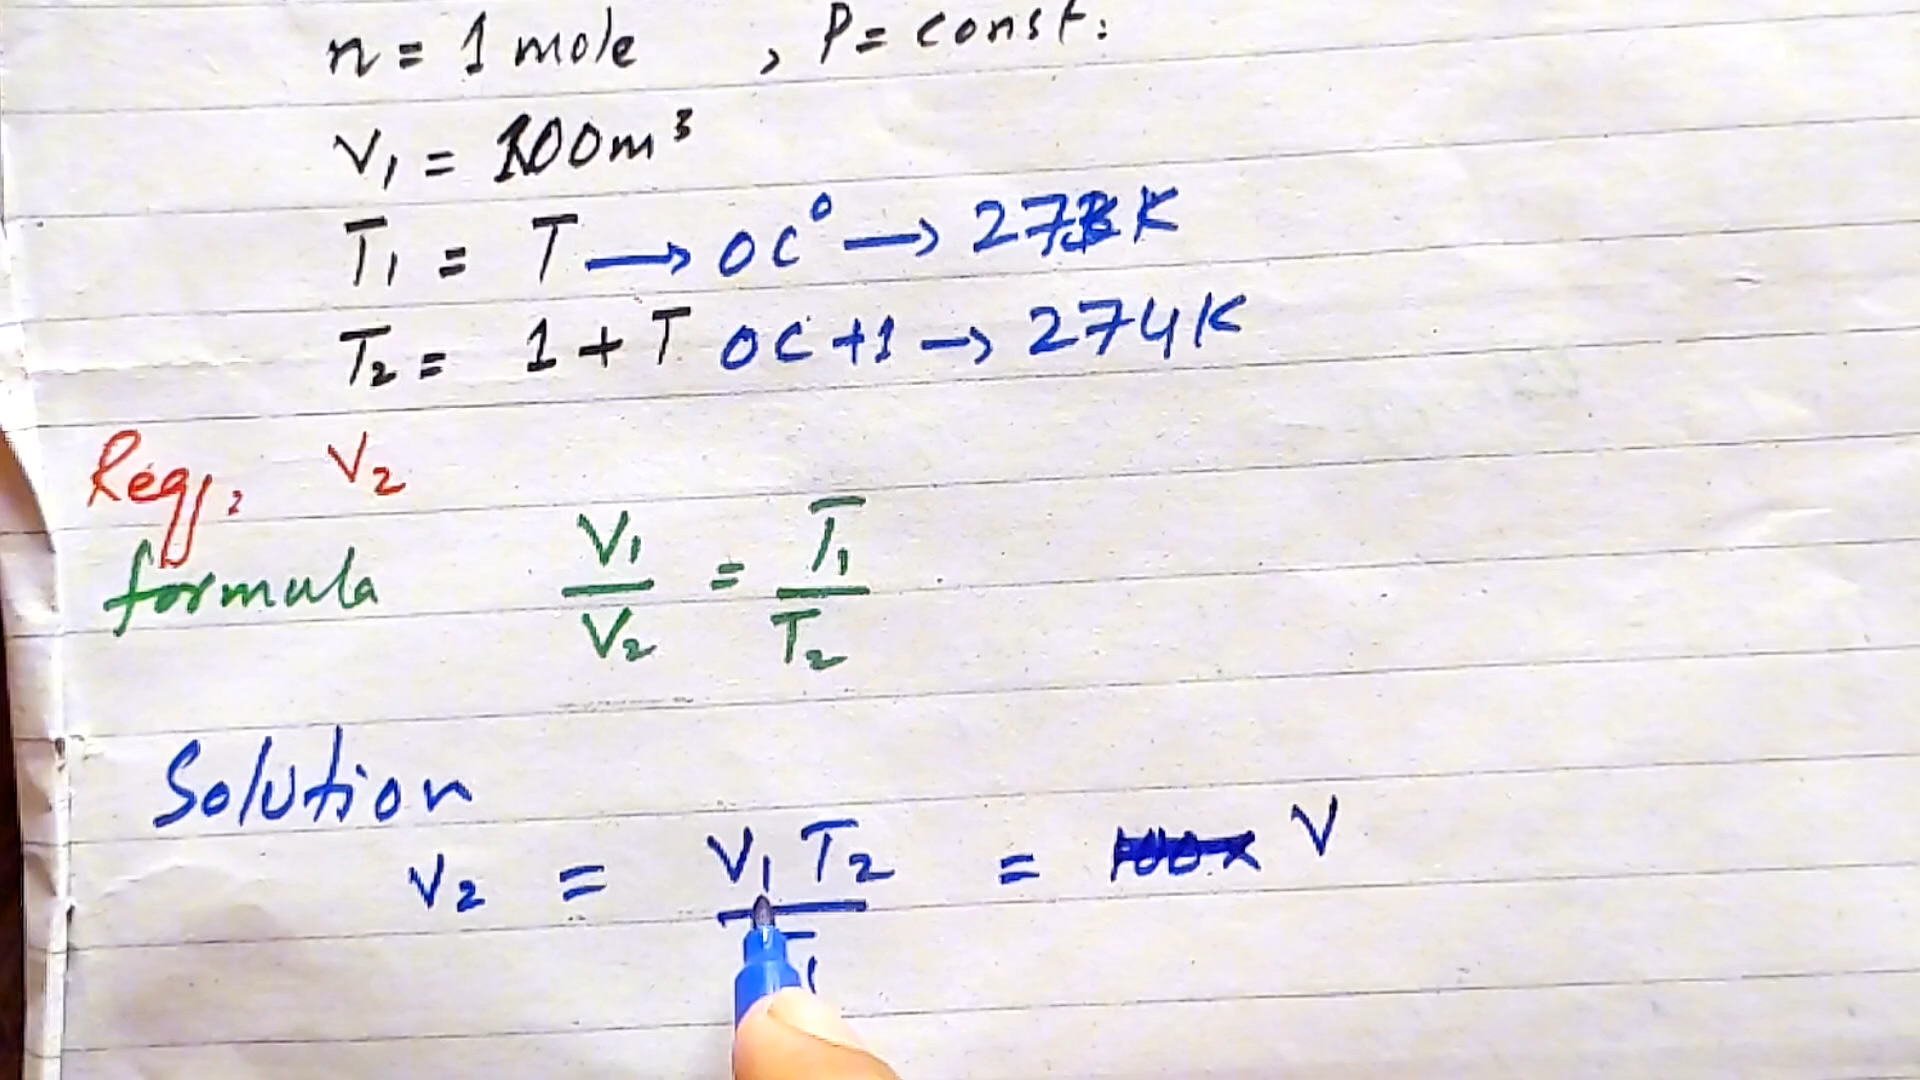 n = 1 mole , P = const:
V₁ = 100m³
T₁ = T → 0C° → 273K
T₂ = 1 + T 0C + 1 → 274K
Req, V₂
formula V₁/V₂ = T₁/T₂
Solution
V₂ = V₁ T₂ / T₁ = V